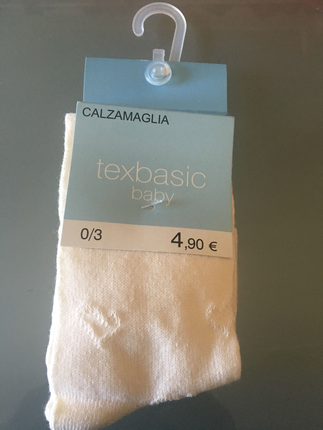 CALZAMAGLIA
texbasic
baby
0/3 4,90 €